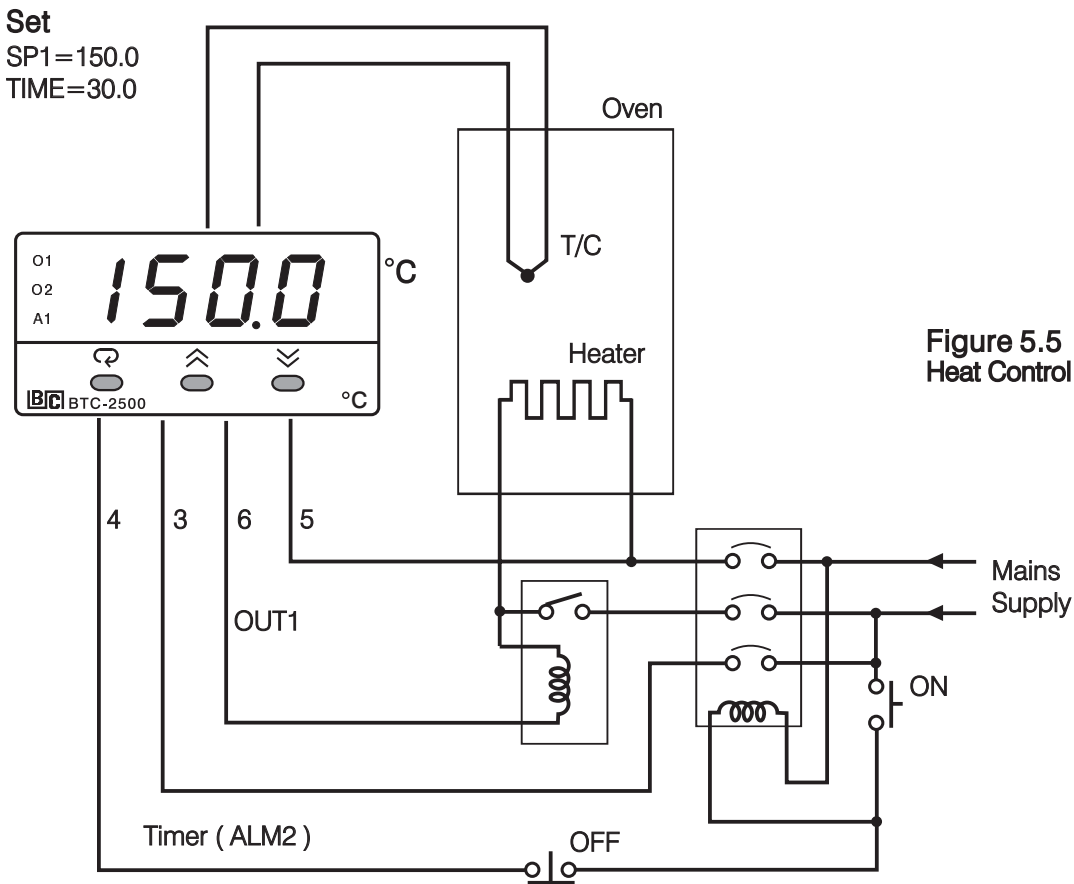 Set
SP1=150.0
TIME=30.0
Oven
T/C
O1
O2
A1
150.0
°C
Heater
Figure 5.5
Heat Control
BC BTC-2500
°C
4
3
6
5
OUT1
Mains
Supply
ON
Timer ( ALM2 )
OFF